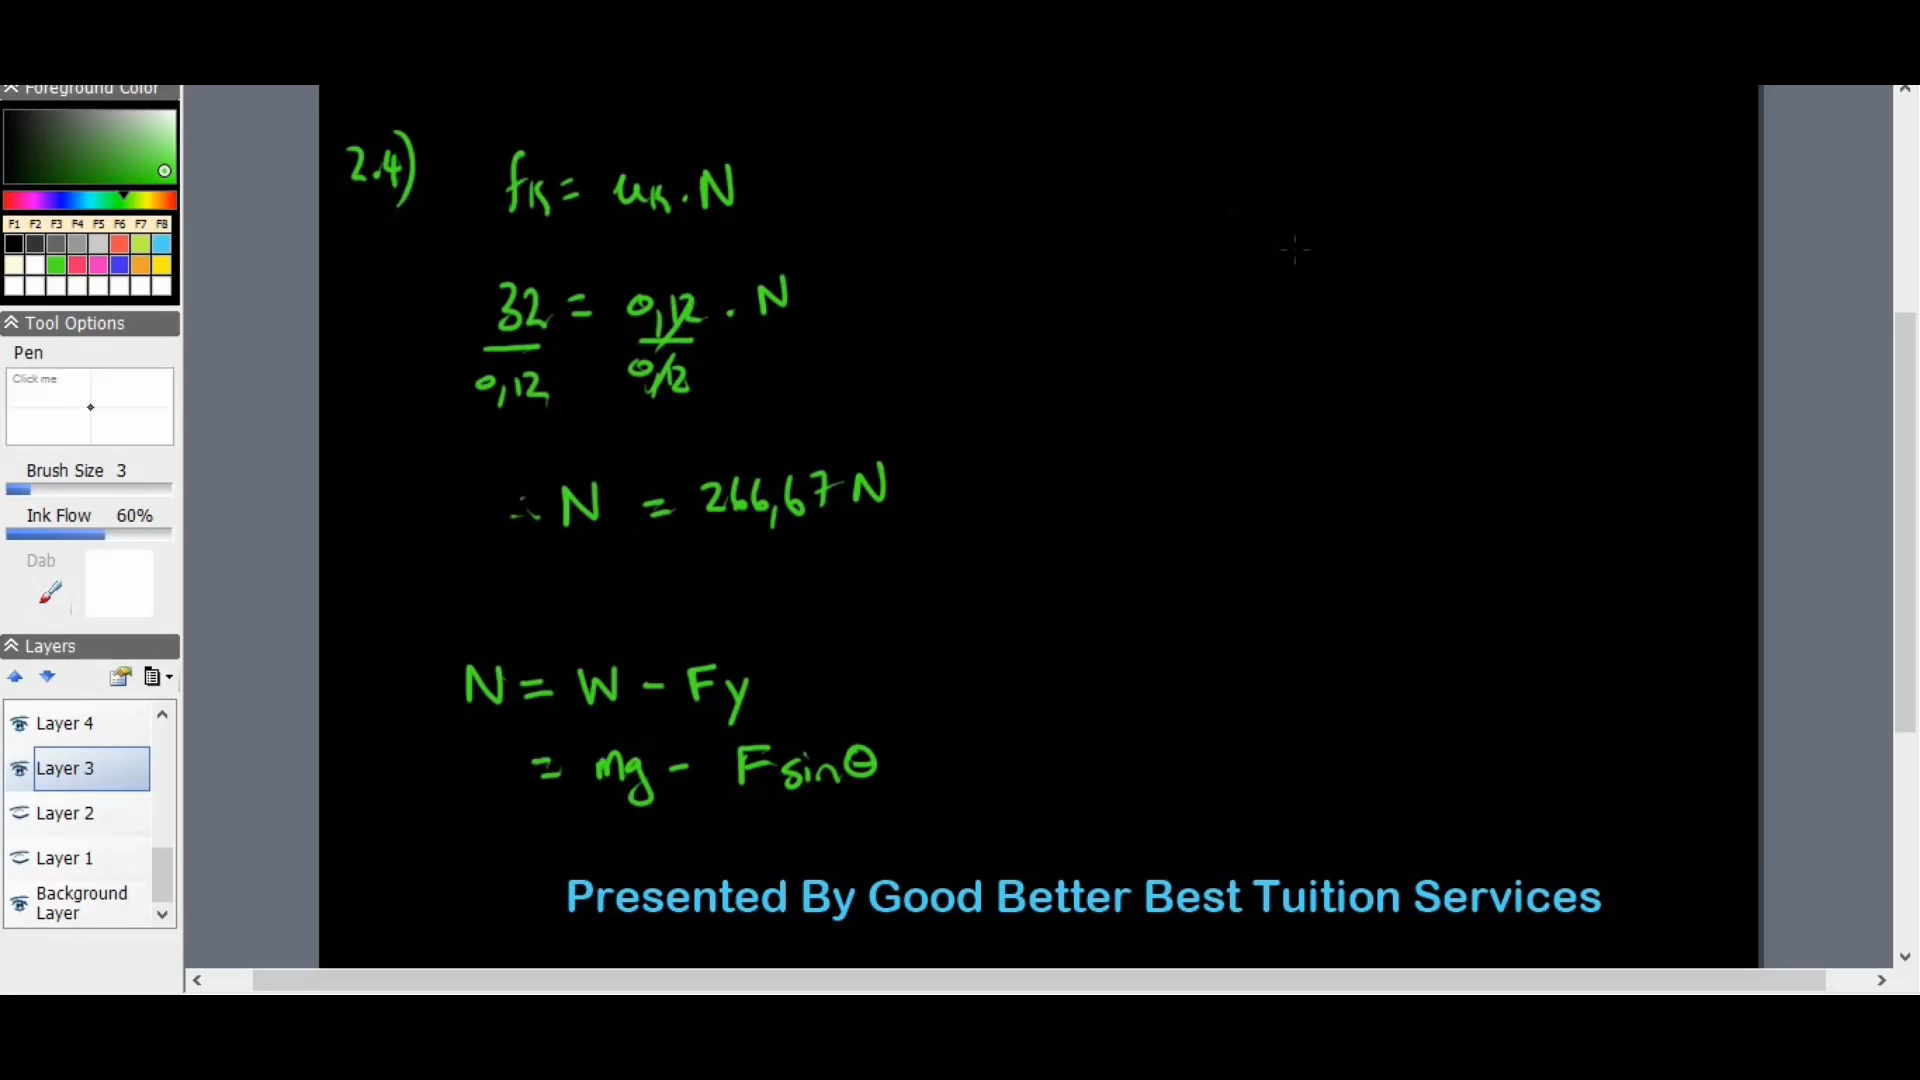 Foreground Color
F1 F2 F3 F4 F5 F6 F7 F8
Tool Options
Pen
Click me
Brush Size 3
Ink Flow 60%
Dab
Layers
Layer 4
Layer 3
Layer 2
Layer 1
Background
Layer
2.4) fk = uk . N
32 = 0,12 . N
0,12 0,12
∴ N = 266,67 N
N = W - Fy
= mg - F sinθ
Presented By Good Better Best Tuition Services